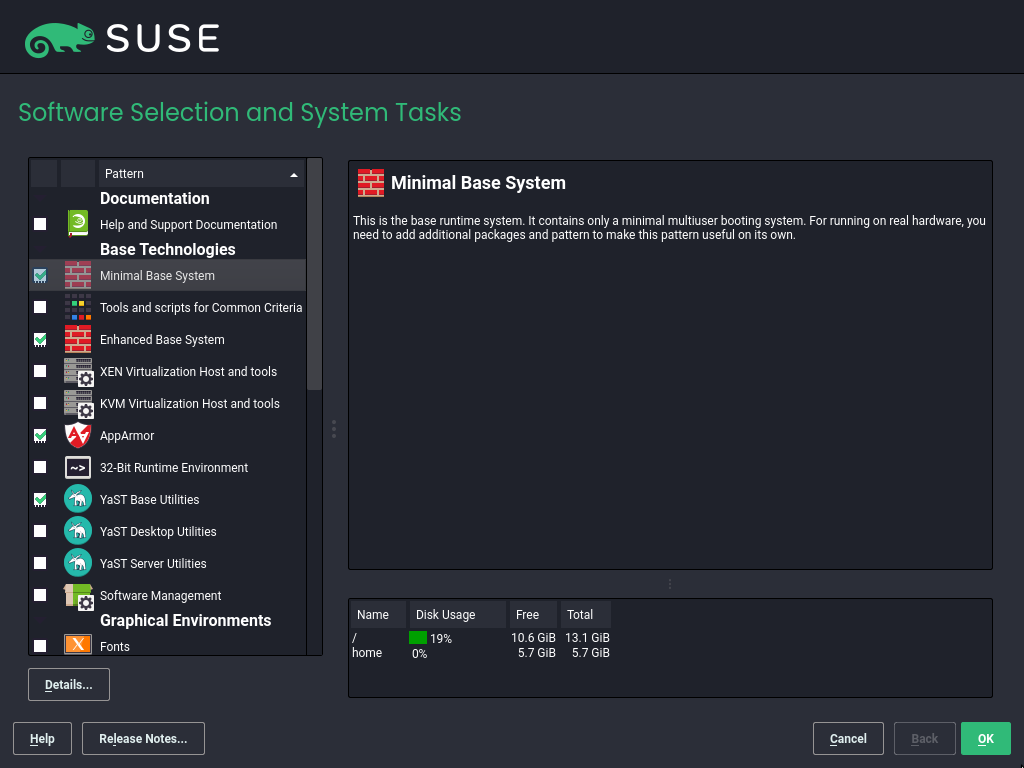 SUSE
Software Selection and System Tasks
Pattern
Documentation
Help and Support Documentation
Base Technologies
Minimal Base System
Tools and scripts for Common Criteria
Enhanced Base System
XEN Virtualization Host and tools
KVM Virtualization Host and tools
AppArmor
~> 32-Bit Runtime Environment
YaST Base Utilities
YaST Desktop Utilities
YaST Server Utilities
Software Management
Graphical Environments
X Fonts
Details...
Minimal Base System
This is the base runtime system. It contains only a minimal multiuser booting system. For running on real hardware, you
need to add additional packages and pattern to make this pattern useful on its own.
Name Disk Usage Free Total
/ 19% 10.6 GiB 13.1 GiB
home 0% 5.7 GiB 5.7 GiB
Help Release Notes... Cancel Back OK